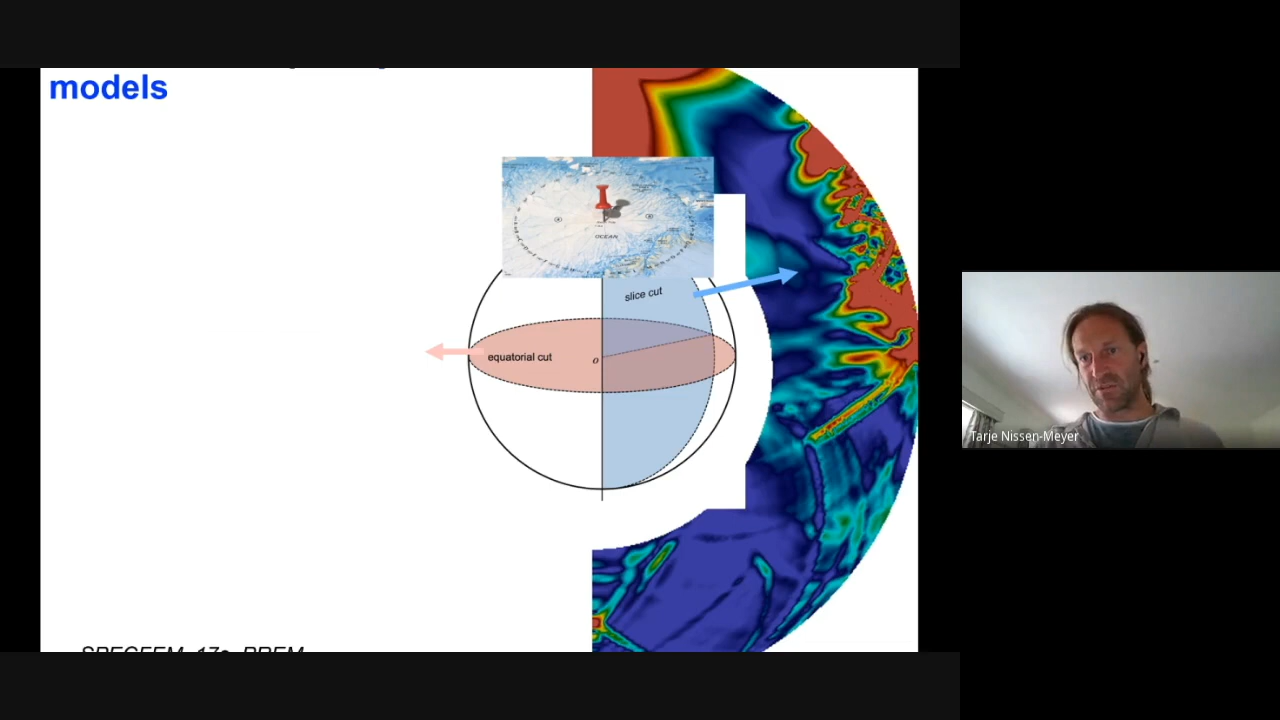 models
OCEAN
slice cut
equatorial cut
o
Tarje Nissen-Meyer